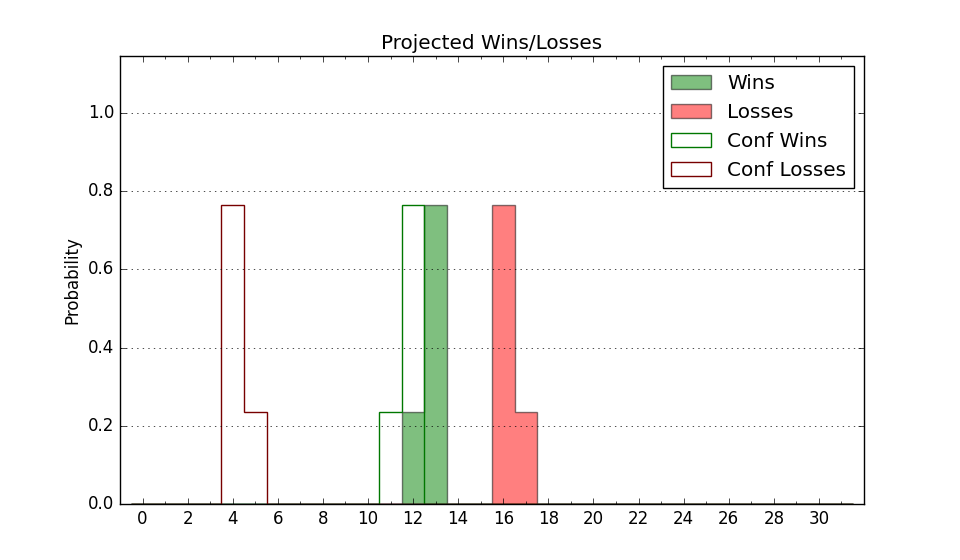 Projected Wins/Losses
Wins
Losses
Conf Wins
Conf Losses
Probability
1.0
0.8
0.6
0.4
0.2
0.0
0 2 4 6 8 10 12 14 16 18 20 22 24 26 28 30